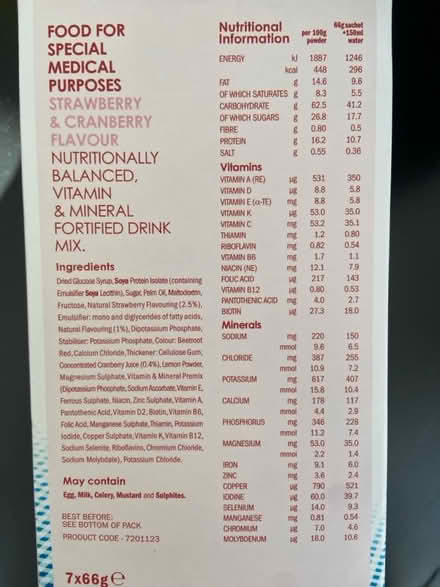 FOOD FOR
SPECIAL
MEDICAL
PURPOSES
STRAWBERRY
& CRANBERRY
FLAVOUR
NUTRITIONALLY
BALANCED,
VITAMIN
& MINERAL
FORTIFIED DRINK
MIX.
Ingredients
Dried Glucose Syrup, Soya Protein Isolate (containing
Emulsifier Soya Lecithin), Sugar, Palm Oil, Maltodextrin,
Fructose, Natural Strawberry Flavouring (2.5%),
Emulsifier: mono and diglycerides of fatty acids,
Natural Flavouring (1%), Dipotassium Phosphate,
Stabiliser: Potassium Phosphate, Colour: Beetroot
Red, Calcium Chloride, Thickener: Cellulose Gum,
Concentrated Cranberry Juice (0.4%), Lemon Powder,
Magnesium Sulphate, Vitamin & Mineral Premix
(Dipotassium Phosphate, Sodium Ascorbate, Vitamin E,
Ferrous Sulphate, Niacin, Zinc Sulphate, Vitamin A,
Pantothenic Acid, Vitamin D2, Biotin, Vitamin B6,
Folic Acid, Manganese Sulphate, Thiamin, Potassium
Iodide, Copper Sulphate, Vitamin K, Vitamin B12,
Sodium Selenite, Riboflavins, Chromium Chloride,
Sodium Molybdate), Potassium Chloride.
May contain
Egg, Milk, Celery, Mustard and Sulphites.
BEST BEFORE:
SEE BOTTOM OF PACK
PRODUCT CODE - 7201123
7x66g e
Nutritional Information per 100g powder 66g sachet +150ml water
ENERGY kJ 1887 1246
kcal 448 296
FAT g 14.6 9.6
OF WHICH SATURATES g 8.3 5.5
CARBOHYDRATE g 62.5 41.2
OF WHICH SUGARS g 26.8 17.7
FIBRE g 0.80 0.5
PROTEIN g 16.2 10.7
SALT g 0.55 0.36
Vitamins
VITAMIN A (RE) µg 531 350
VITAMIN D µg 8.8 5.8
VITAMIN E (α-TE) mg 8.8 5.8
VITAMIN K µg 53.0 35.0
VITAMIN C mg 53.2 35.1
THIAMIN mg 1.2 0.80
RIBOFLAVIN mg 0.82 0.54
VITAMIN B6 mg 1.7 1.1
NIACIN (NE) mg 12.1 7.9
FOLIC ACID µg 217 143
VITAMIN B12 µg 0.80 0.53
PANTOTHENIC ACID mg 4.0 2.7
BIOTIN µg 27.3 18.0
Minerals
SODIUM mg 220 150
mmol 9.6 6.5
CHLORIDE mg 387 255
mmol 10.9 7.2
POTASSIUM mg 617 407
mmol 15.8 10.4
CALCIUM mg 178 117
mmol 4.4 2.9
PHOSPHORUS mg 346 228
mmol 11.2 7.4
MAGNESIUM mg 53.0 35.0
mmol 2.2 1.4
IRON mg 9.1 6.0
ZINC mg 3.6 2.4
COPPER µg 790 521
IODINE µg 60.0 39.7
SELENIUM µg 14.0 9.3
MANGANESE mg 0.81 0.54
CHROMIUM µg 7.0 4.6
MOLYBDENUM µg 18.0 10.6